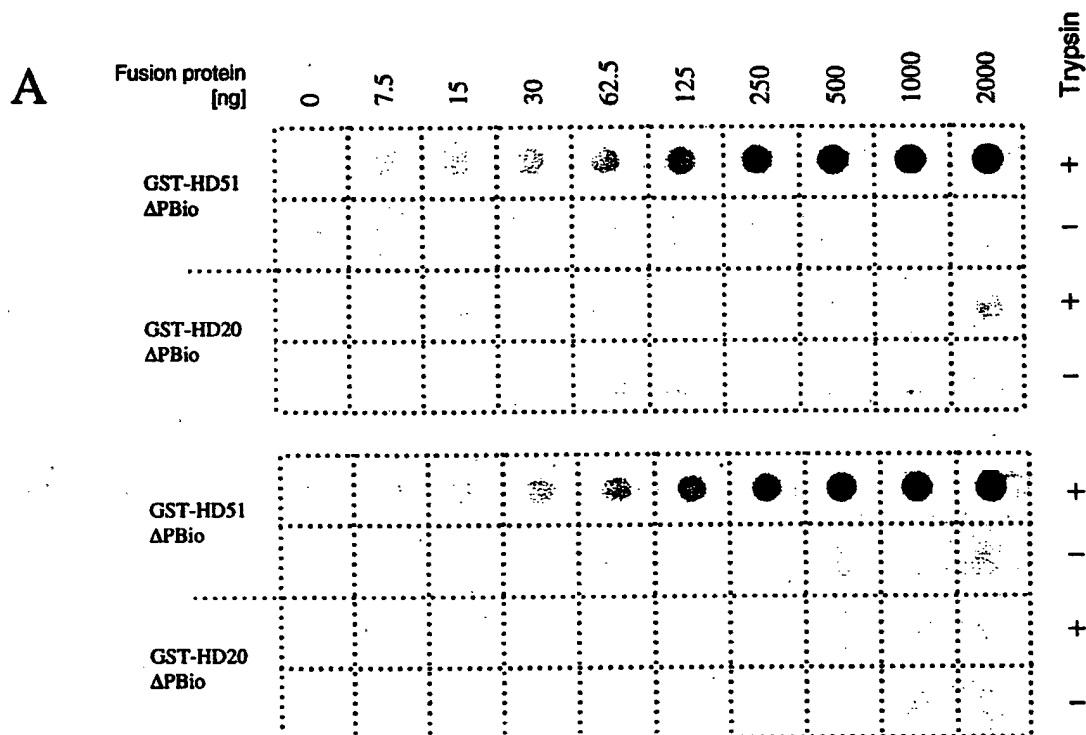 A
Fusion protein
[ng]
0 7.5 15 30 62.5 125 250 500 1000 2000
Trypsin
GST-HD51
ΔPBio
+
−
GST-HD20
ΔPBio
+
−
GST-HD51
ΔPBio
+
−
GST-HD20
ΔPBio
+
−